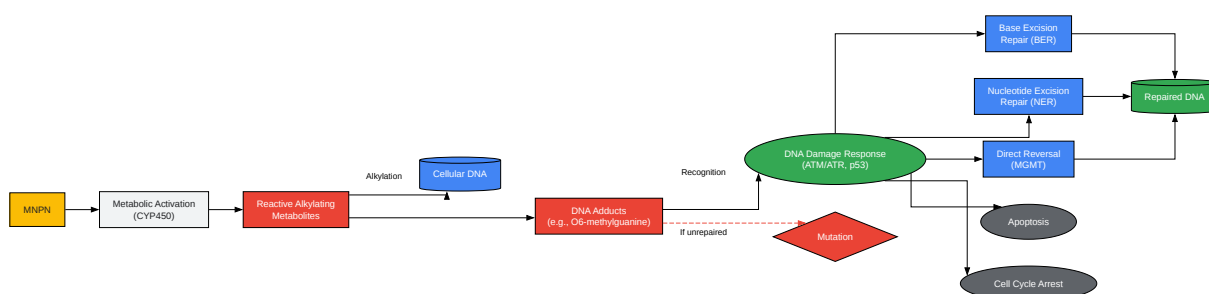 MNPN
Metabolic Activation
(CYP450)
Reactive Alkylating
Metabolites
Alkylation
Cellular DNA
DNA Adducts
(e.g., O6-methylguanine)
Recognition
If unrepaired
DNA Damage Response
(ATM/ATR, p53)
Mutation
Base Excision
Repair (BER)
Nucleotide Excision
Repair (NER)
Direct Reversal
(MGMT)
Repaired DNA
Apoptosis
Cell Cycle Arrest